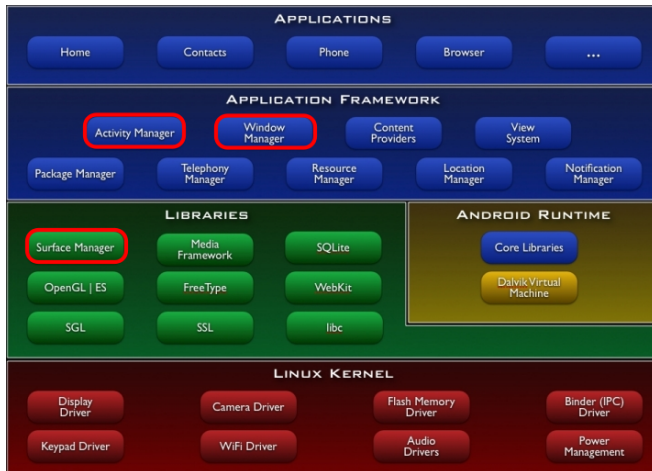 APPLICATIONS
Home
Contacts
Phone
Browser
...
APPLICATION FRAMEWORK
Activity Manager
Window
Manager
Content
Providers
View
System
Package Manager
Telephony
Manager
Resource
Manager
Location
Manager
Notification
Manager
LIBRARIES
Surface Manager
Media
Framework
SQLite
OpenGL | ES
FreeType
WebKit
SGL
SSL
libc
ANDROID RUNTIME
Core Libraries
Dalvik Virtual
Machine
LINUX KERNEL
Display
Driver
Camera Driver
Flash Memory
Driver
Binder (IPC)
Driver
Keypad Driver
WiFi Driver
Audio
Drivers
Power
Management